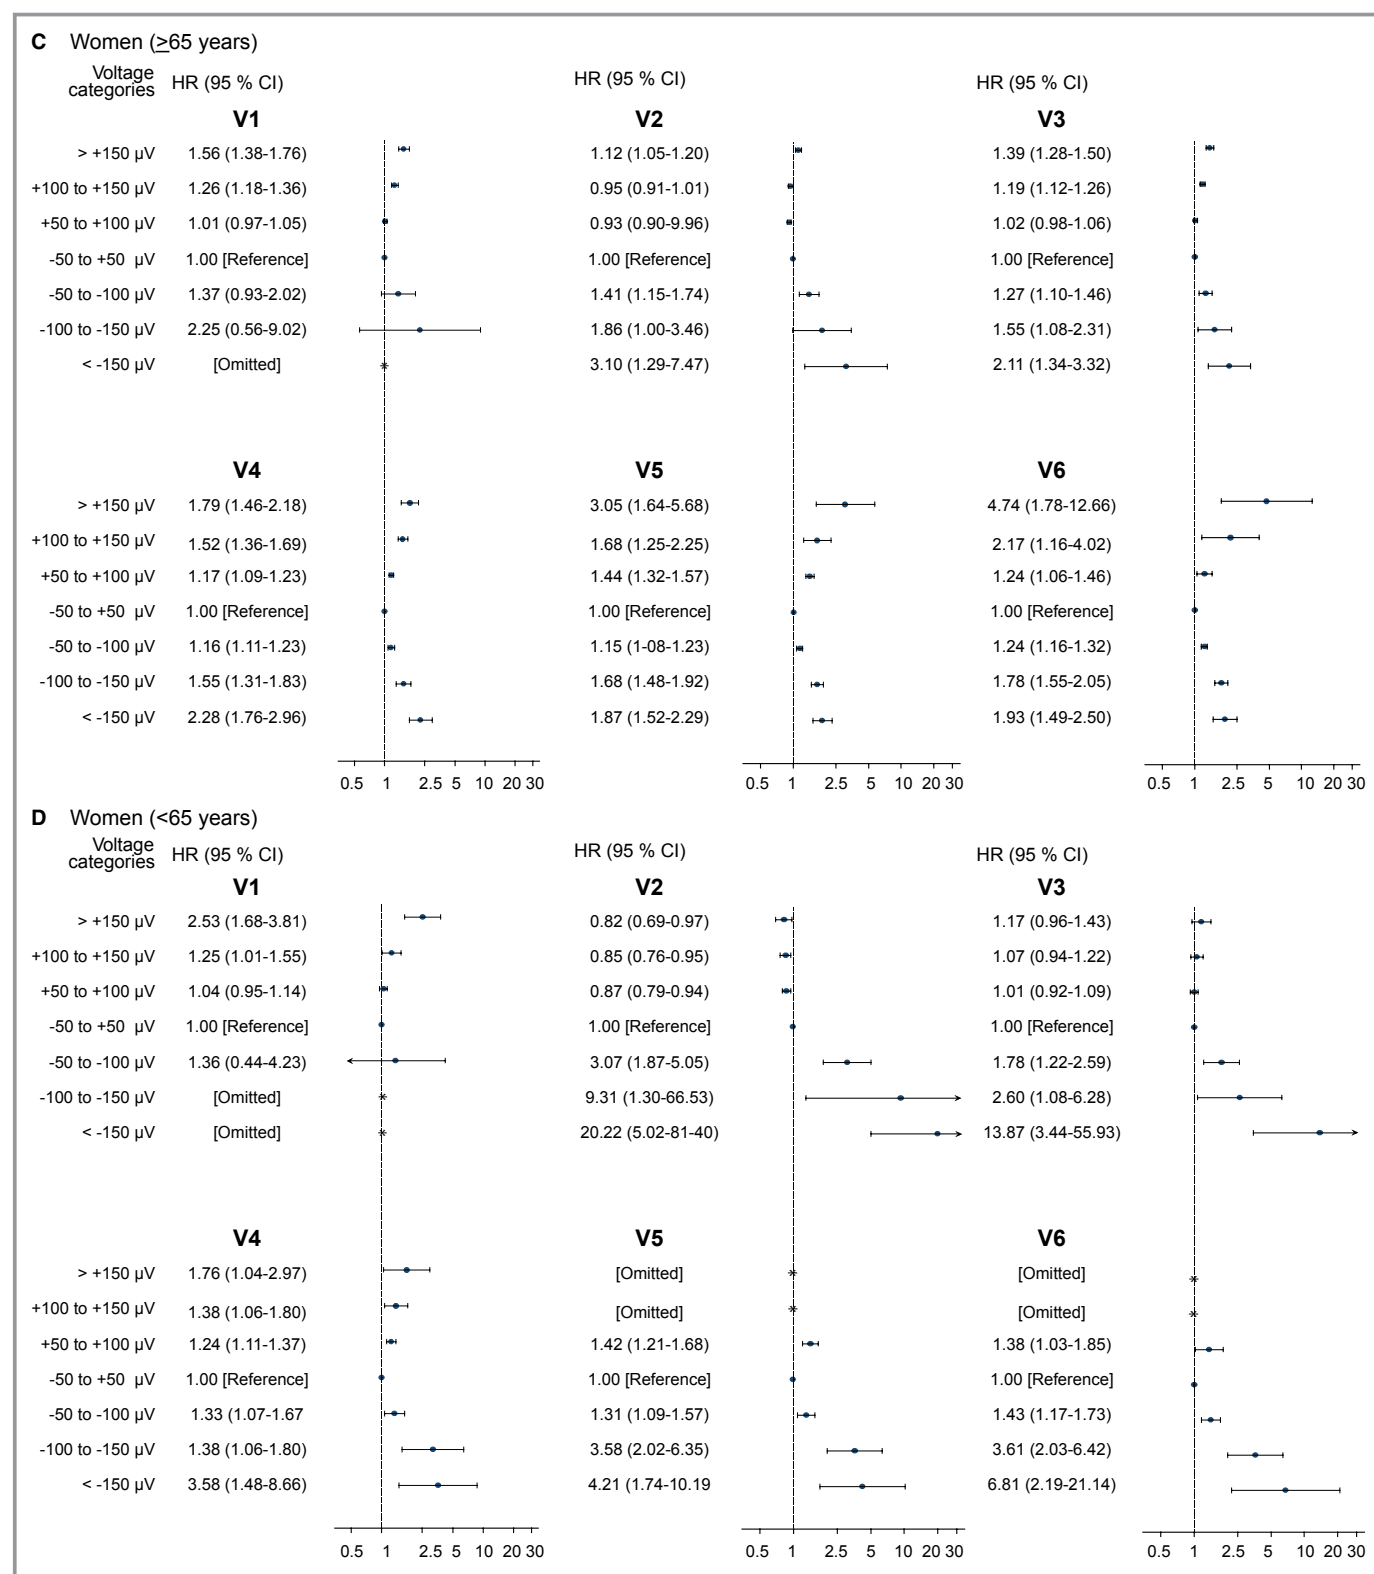 C Women (≥65 years)
Voltage categories HR (95 % CI) HR (95 % CI) HR (95 % CI)
V1 V2 V3
> +150 µV 1.56 (1.38-1.76) 1.12 (1.05-1.20) 1.39 (1.28-1.50)
+100 to +150 µV 1.26 (1.18-1.36) 0.95 (0.91-1.01) 1.19 (1.12-1.26)
+50 to +100 µV 1.01 (0.97-1.05) 0.93 (0.90-9.96) 1.02 (0.98-1.06)
-50 to +50 µV 1.00 [Reference] 1.00 [Reference] 1.00 [Reference]
-50 to -100 µV 1.37 (0.93-2.02) 1.41 (1.15-1.74) 1.27 (1.10-1.46)
-100 to -150 µV 2.25 (0.56-9.02) 1.86 (1.00-3.46) 1.55 (1.08-2.31)
< -150 µV [Omitted] 3.10 (1.29-7.47) 2.11 (1.34-3.32)
V4 V5 V6
> +150 µV 1.79 (1.46-2.18) 3.05 (1.64-5.68) 4.74 (1.78-12.66)
+100 to +150 µV 1.52 (1.36-1.69) 1.68 (1.25-2.25) 2.17 (1.16-4.02)
+50 to +100 µV 1.17 (1.09-1.23) 1.44 (1.32-1.57) 1.24 (1.06-1.46)
-50 to +50 µV 1.00 [Reference] 1.00 [Reference] 1.00 [Reference]
-50 to -100 µV 1.16 (1.11-1.23) 1.15 (1-08-1.23) 1.24 (1.16-1.32)
-100 to -150 µV 1.55 (1.31-1.83) 1.68 (1.48-1.92) 1.78 (1.55-2.05)
< -150 µV 2.28 (1.76-2.96) 1.87 (1.52-2.29) 1.93 (1.49-2.50)
0.5 1 2.5 5 10 20 30 0.5 1 2.5 5 10 20 30 0.5 1 2.5 5 10 20 30
D Women (<65 years)
Voltage categories HR (95 % CI) HR (95 % CI) HR (95 % CI)
V1 V2 V3
> +150 µV 2.53 (1.68-3.81) 0.82 (0.69-0.97) 1.17 (0.96-1.43)
+100 to +150 µV 1.25 (1.01-1.55) 0.85 (0.76-0.95) 1.07 (0.94-1.22)
+50 to +100 µV 1.04 (0.95-1.14) 0.87 (0.79-0.94) 1.01 (0.92-1.09)
-50 to +50 µV 1.00 [Reference] 1.00 [Reference] 1.00 [Reference]
-50 to -100 µV 1.36 (0.44-4.23) 3.07 (1.87-5.05) 1.78 (1.22-2.59)
-100 to -150 µV [Omitted] 9.31 (1.30-66.53) 2.60 (1.08-6.28)
< -150 µV [Omitted] 20.22 (5.02-81-40) 13.87 (3.44-55.93)
V4 V5 V6
> +150 µV 1.76 (1.04-2.97) [Omitted] [Omitted]
+100 to +150 µV 1.38 (1.06-1.80) [Omitted] [Omitted]
+50 to +100 µV 1.24 (1.11-1.37) 1.42 (1.21-1.68) 1.38 (1.03-1.85)
-50 to +50 µV 1.00 [Reference] 1.00 [Reference] 1.00 [Reference]
-50 to -100 µV 1.33 (1.07-1.67 1.31 (1.09-1.57) 1.43 (1.17-1.73)
-100 to -150 µV 1.38 (1.06-1.80) 3.58 (2.02-6.35) 3.61 (2.03-6.42)
< -150 µV 3.58 (1.48-8.66) 4.21 (1.74-10.19 6.81 (2.19-21.14)
0.5 1 2.5 5 10 20 30 0.5 1 2.5 5 10 20 30 0.5 1 2.5 5 10 20 30